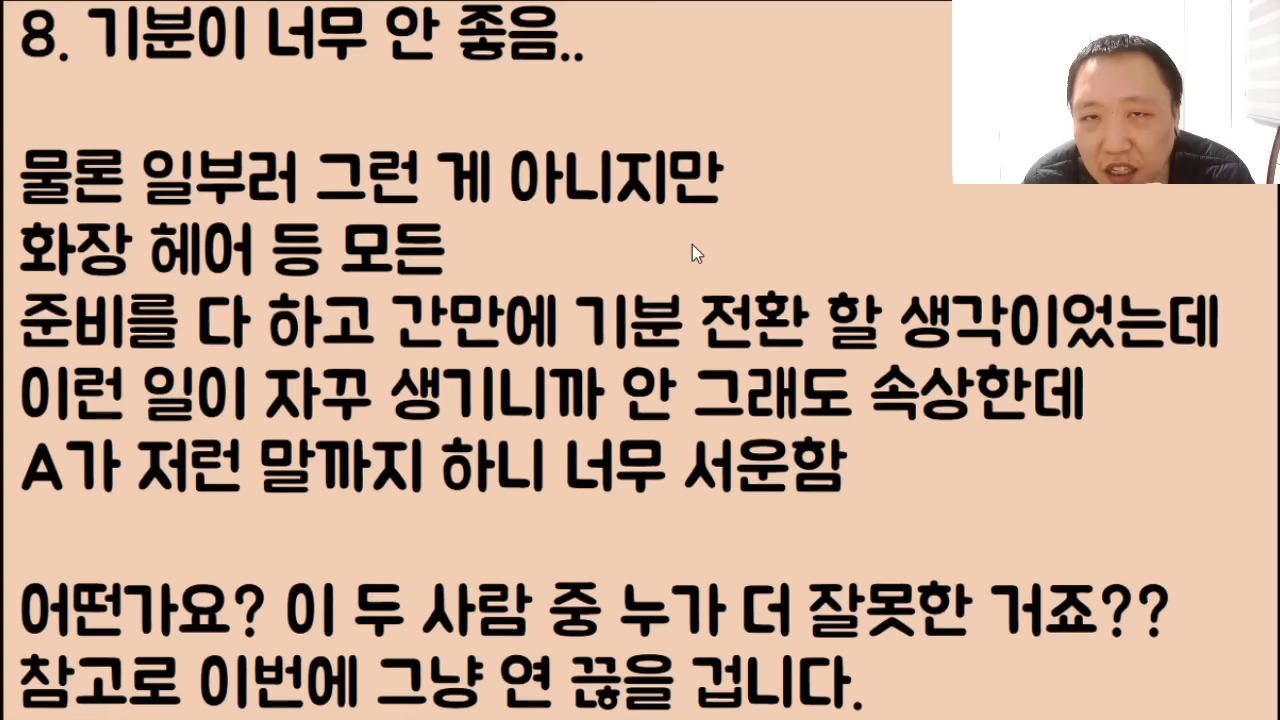 8. 기분이 너무 안 좋음..
물론 일부러 그런 게 아니지만
화장 헤어 등 모든
준비를 다 하고 간만에 기분 전환 할 생각이었는데
이런 일이 자꾸 생기니까 안 그래도 속상한데
A가 저런 말까지 하니 너무 서운함
어떤가요? 이 두 사람 중 누가 더 잘못한 거죠??
참고로 이번에 그냥 연 끊을 겁니다.